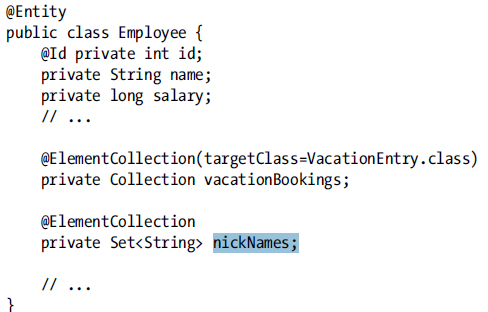 @Entity
public class Employee {
    @Id private int id;
    private String name;
    private long salary;
    // ...

    @ElementCollection(targetClass=VacationEntry.class)
    private Collection vacationBookings;

    @ElementCollection
    private Set<String> nickNames;

    // ...
}